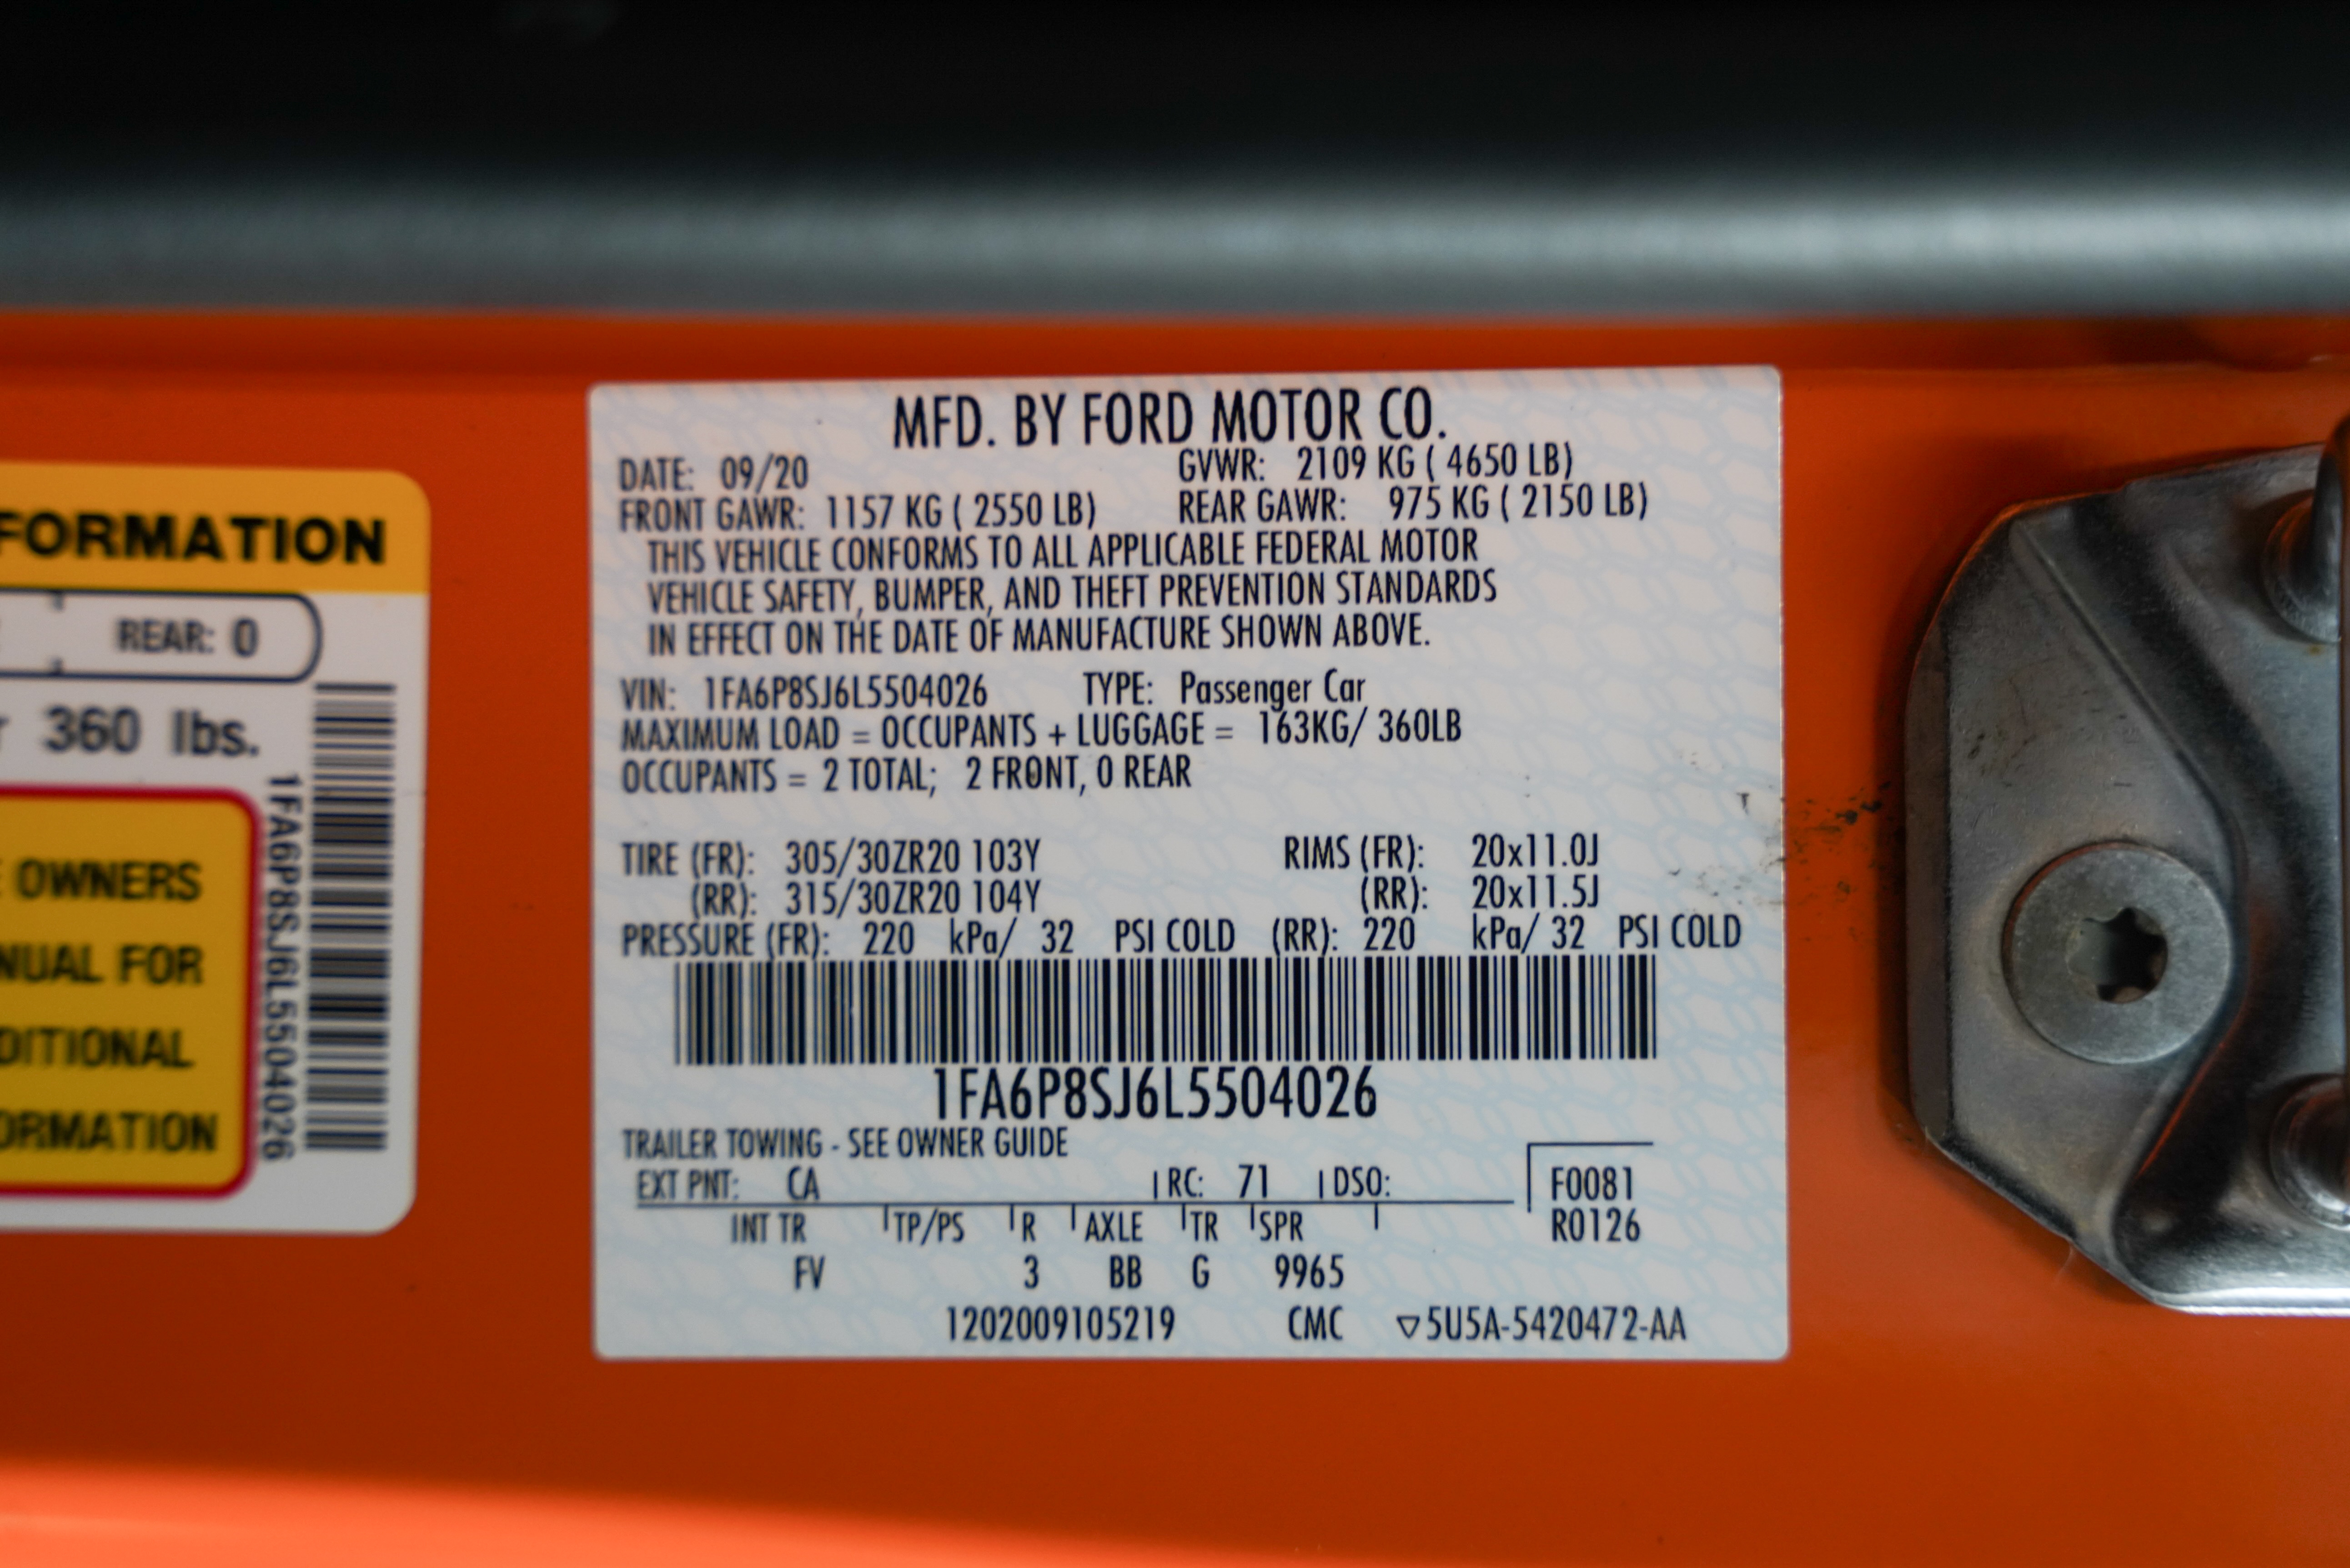 FORMATION
REAR: 0
360 lbs.
OWNERS
NUAL FOR
DITIONAL
ORMATION
1FA6P8SJ6L5504026
MFD. BY FORD MOTOR CO.
DATE: 09/20 GVWR: 2109 KG ( 4650 LB)
FRONT GAWR: 1157 KG ( 2550 LB) REAR GAWR: 975 KG ( 2150 LB)
THIS VEHICLE CONFORMS TO ALL APPLICABLE FEDERAL MOTOR
VEHICLE SAFETY, BUMPER, AND THEFT PREVENTION STANDARDS
IN EFFECT ON THE DATE OF MANUFACTURE SHOWN ABOVE.
VIN: 1FA6P8SJ6L5504026 TYPE: Passenger Car
MAXIMUM LOAD = OCCUPANTS + LUGGAGE = 163KG/ 360LB
OCCUPANTS = 2 TOTAL; 2 FRONT, 0 REAR
TIRE (FR): 305/30ZR20 103Y RIMS (FR): 20x11.0J
(RR): 315/30ZR20 104Y (RR): 20x11.5J
PRESSURE (FR): 220 kPa/ 32 PSI COLD (RR): 220 kPa/ 32 PSI COLD
1FA6P8SJ6L5504026
TRAILER TOWING - SEE OWNER GUIDE
EXT PNT: CA RC: 71 DSO: F0081
INT TR TP/PS R AXLE TR SPR R0126
FV 3 BB G 9965
1202009105219 CMC ▽5U5A-5420472-AA